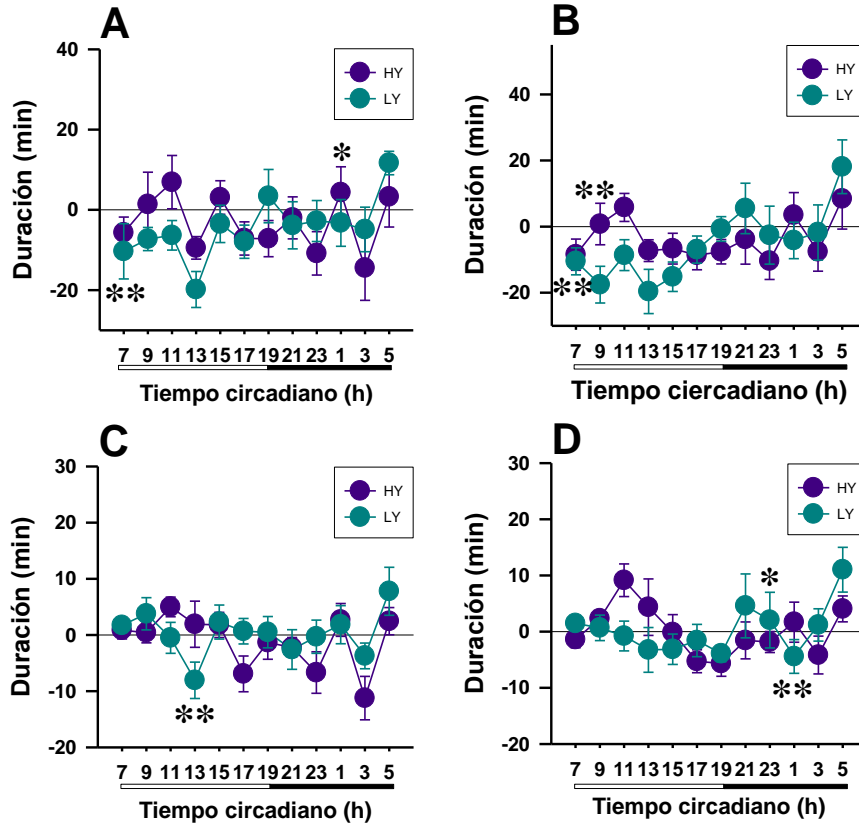 A
40
20
0
-20
Duración (min)
HY
LY
*
**
7 9 11 13 15 17 19 21 23 1 3 5
Tiempo circadiano (h)
B
40
20
0
-20
Duración (min)
HY
LY
**
**
7 9 11 13 15 17 19 21 23 1 3 5
Tiempo ciercadiano (h)
C
30
20
10
0
-10
-20
Duración (min)
HY
LY
**
7 9 11 13 15 17 19 21 23 1 3 5
Tiempo circadiano (h)
D
30
20
10
0
-10
-20
Duración (min)
HY
LY
*
**
7 9 11 13 15 17 19 21 23 1 3 5
Tiempo circadiano (h)